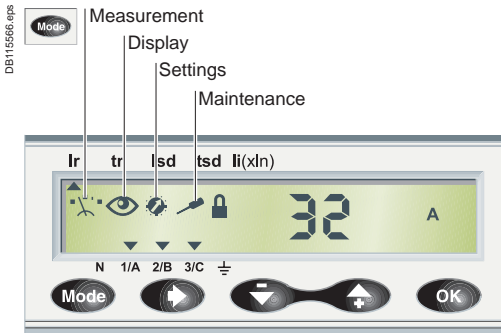 DB115566.eps
Mode
Measurement
Display
Settings
Maintenance
Ir tr Isd tsd Ii(xIn)
32 A
N 1/A 2/B 3/C
Mode OK